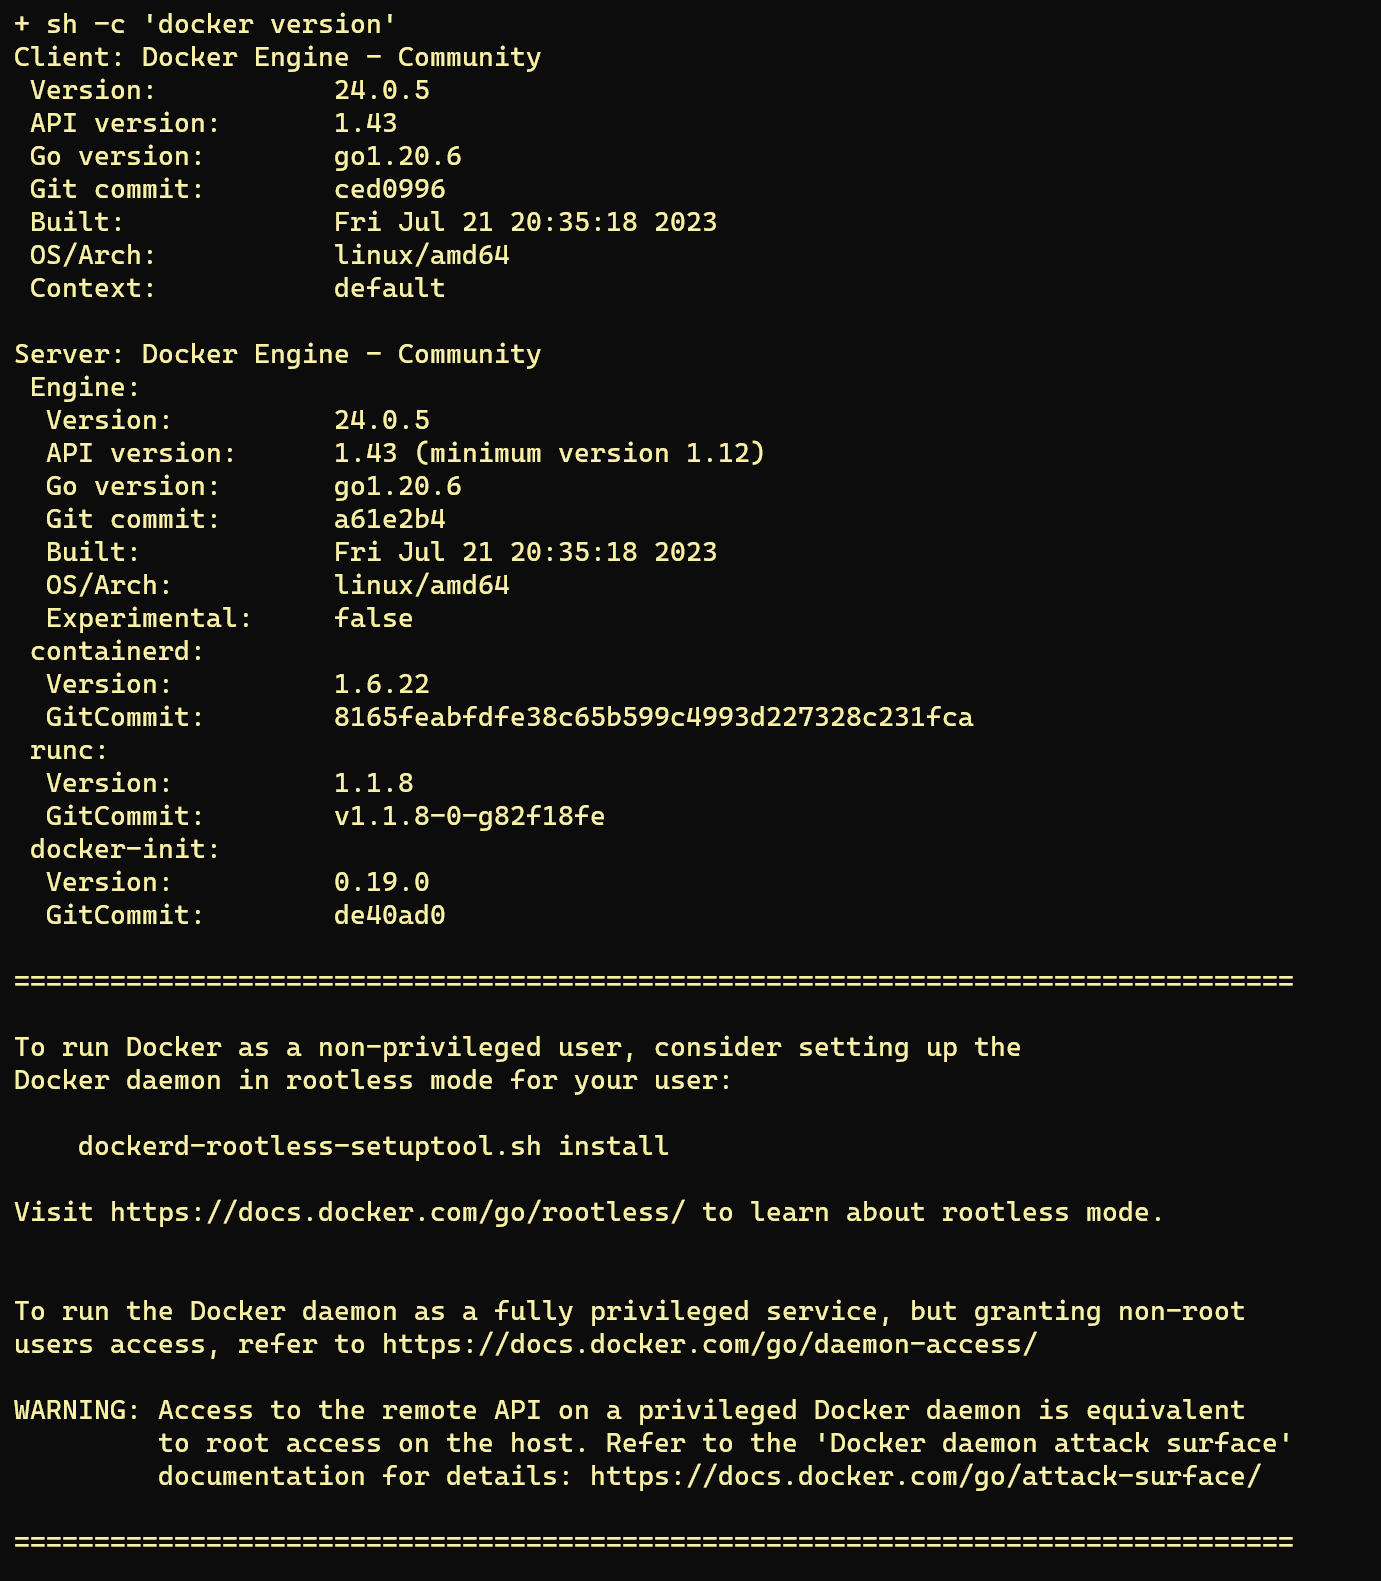 + sh -c 'docker version'
Client: Docker Engine - Community
 Version:           24.0.5
 API version:       1.43
 Go version:        go1.20.6
 Git commit:        ced0996
 Built:             Fri Jul 21 20:35:18 2023
 OS/Arch:           linux/amd64
 Context:           default

Server: Docker Engine - Community
 Engine:
  Version:          24.0.5
  API version:      1.43 (minimum version 1.12)
  Go version:       go1.20.6
  Git commit:       a61e2b4
  Built:            Fri Jul 21 20:35:18 2023
  OS/Arch:          linux/amd64
  Experimental:     false
 containerd:
  Version:          1.6.22
  GitCommit:        8165feabfdfe38c65b599c4993d227328c231fca
 runc:
  Version:          1.1.8
  GitCommit:        v1.1.8-0-g82f18fe
 docker-init:
  Version:          0.19.0
  GitCommit:        de40ad0

================================================================================

To run Docker as a non-privileged user, consider setting up the
Docker daemon in rootless mode for your user:

    dockerd-rootless-setuptool.sh install

Visit https://docs.docker.com/go/rootless/ to learn about rootless mode.


To run the Docker daemon as a fully privileged service, but granting non-root
users access, refer to https://docs.docker.com/go/daemon-access/

WARNING: Access to the remote API on a privileged Docker daemon is equivalent
         to root access on the host. Refer to the 'Docker daemon attack surface'
         documentation for details: https://docs.docker.com/go/attack-surface/

================================================================================